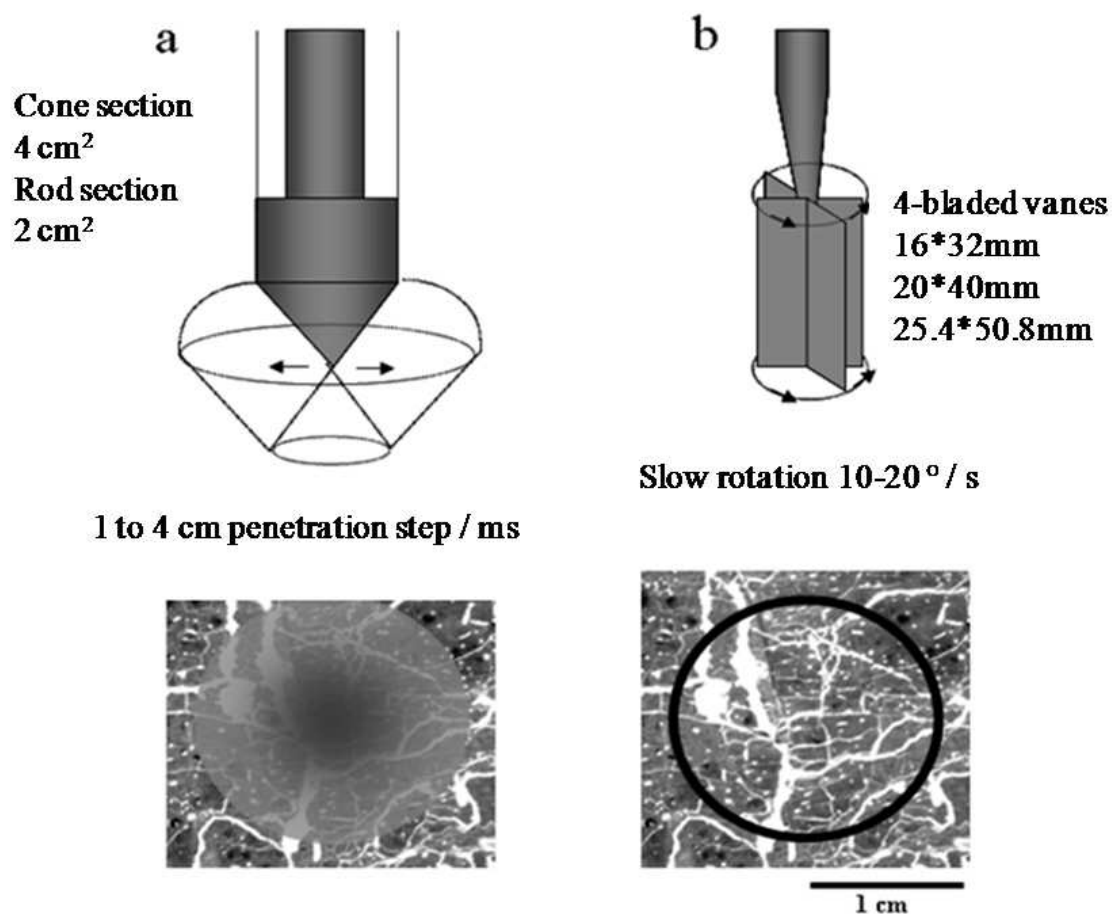 a
Cone section
4 cm²
Rod section
2 cm²
1 to 4 cm penetration step / ms
b
4-bladed vanes
16*32mm
20*40mm
25.4*50.8mm
Slow rotation 10-20 ° / s
1 cm